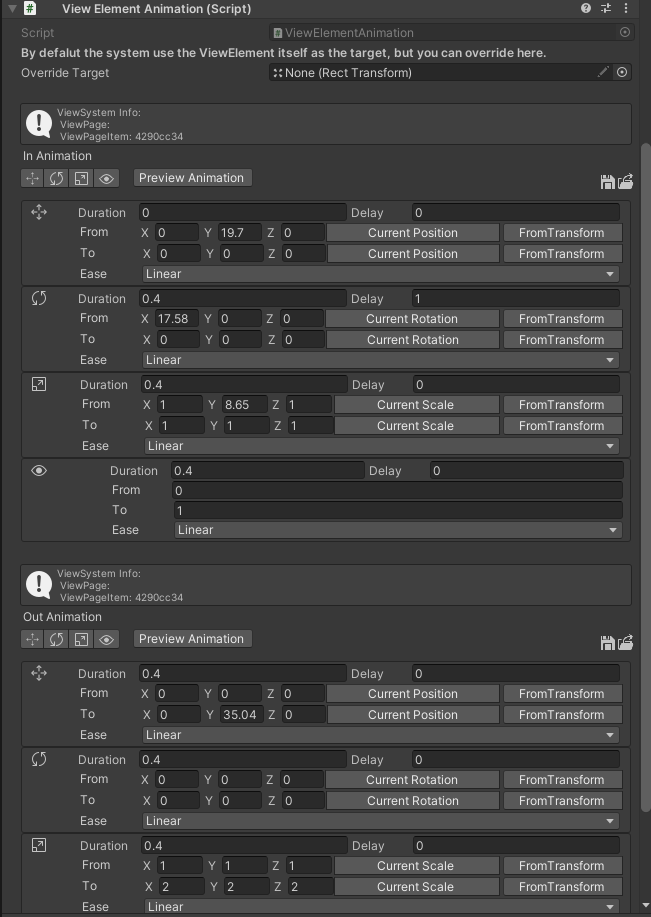 View Element Animation (Script)
Script ViewElementAnimation
By defalut the system use the ViewElement itself as the target, but you can override here.
Override Target None (Rect Transform)
ViewSystem Info:
ViewPage:
ViewPageItem: 4290cc34
In Animation
Preview Animation
Duration 0 Delay 0
From X 0 Y 19.7 Z 0 Current Position FromTransform
To X 0 Y 0 Z 0 Current Position FromTransform
Ease Linear
Duration 0.4 Delay 1
From X 17.58 Y 0 Z 0 Current Rotation FromTransform
To X 0 Y 0 Z 0 Current Rotation FromTransform
Ease Linear
Duration 0.4 Delay 0
From X 1 Y 8.65 Z 1 Current Scale FromTransform
To X 1 Y 1 Z 1 Current Scale FromTransform
Ease Linear
Duration 0.4 Delay 0
From 0
To 1
Ease Linear
ViewSystem Info:
ViewPage:
ViewPageItem: 4290cc34
Out Animation
Preview Animation
Duration 0.4 Delay 0
From X 0 Y 0 Z 0 Current Position FromTransform
To X 0 Y 35.04 Z 0 Current Position FromTransform
Ease Linear
Duration 0.4 Delay 0
From X 0 Y 0 Z 0 Current Rotation FromTransform
To X 0 Y 0 Z 0 Current Rotation FromTransform
Ease Linear
Duration 0.4 Delay 0
From X 1 Y 1 Z 1 Current Scale FromTransform
To X 2 Y 2 Z 2 Current Scale FromTransform
Ease Linear